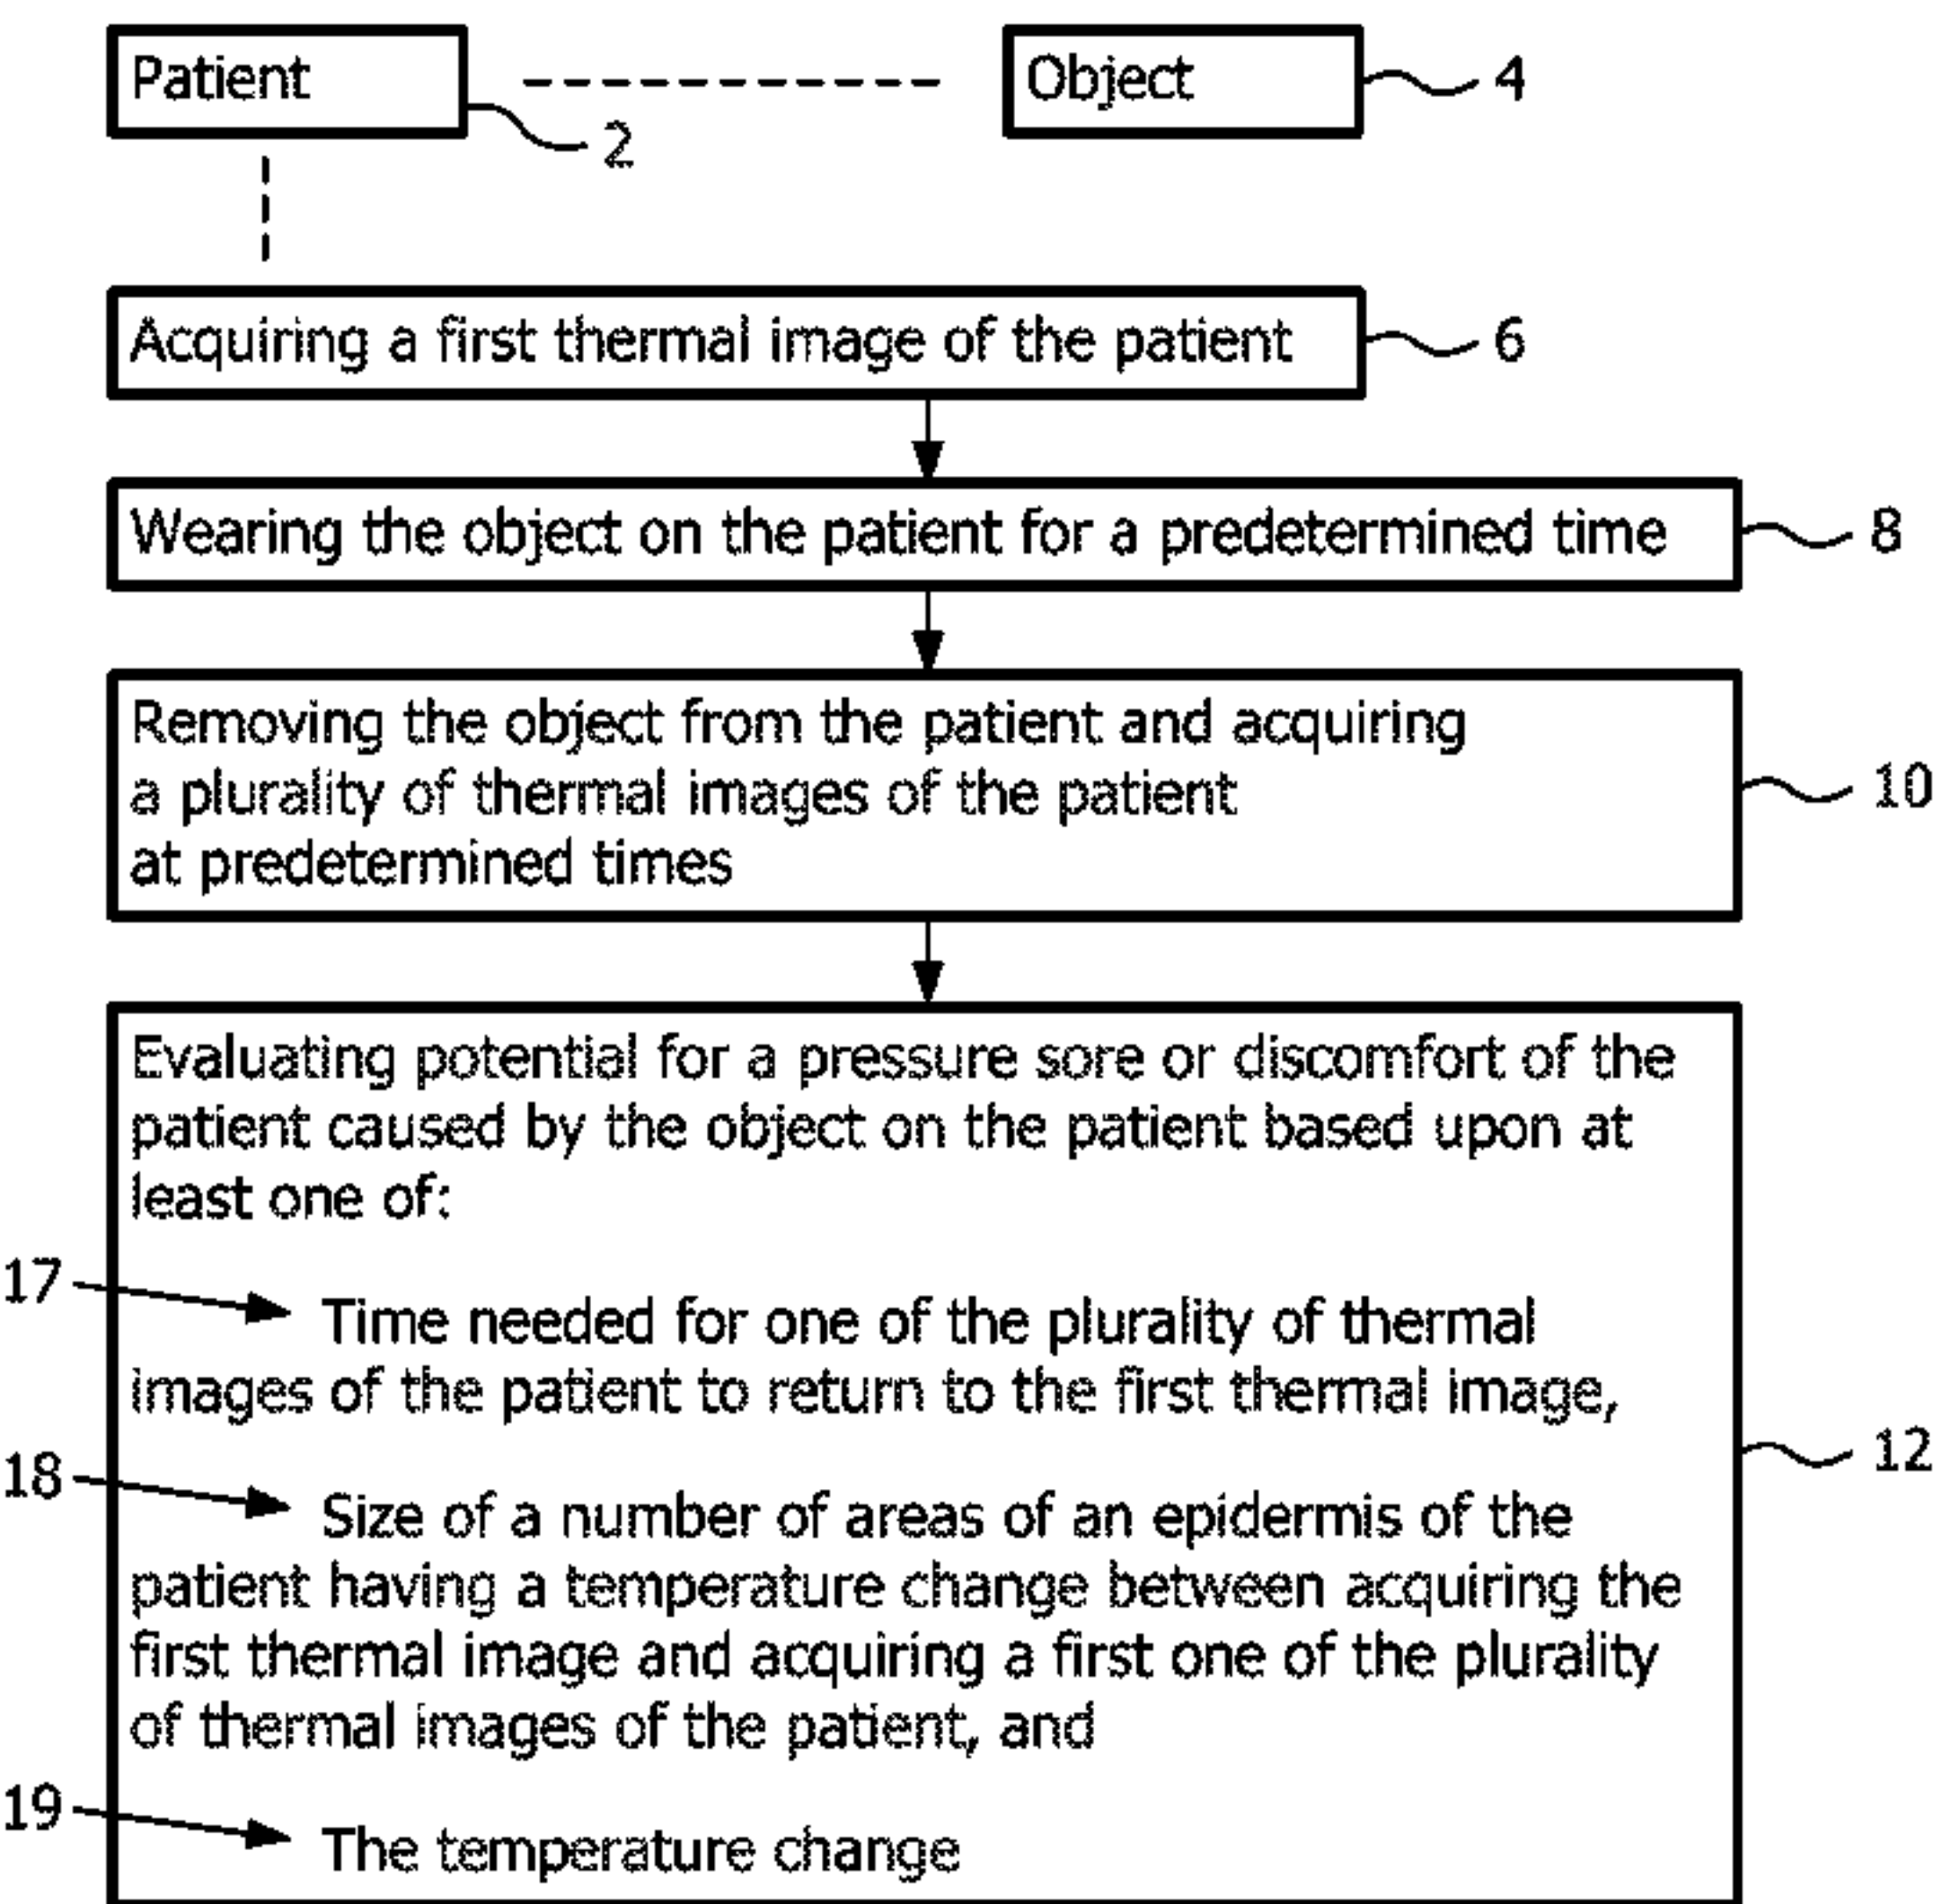 Patient
2
Object
4
Acquiring a first thermal image of the patient
6
Wearing the object on the patient for a predetermined time
8
Removing the object from the patient and acquiring
a plurality of thermal images of the patient
at predetermined times
10
Evaluating potential for a pressure sore or discomfort of the
patient caused by the object on the patient based upon at
least one of:
17
Time needed for one of the plurality of thermal
images of the patient to return to the first thermal image,
12
18
Size of a number of areas of an epidermis of the
patient having a temperature change between acquiring the
first thermal image and acquiring a first one of the plurality
of thermal images of the patient, and
19
The temperature change